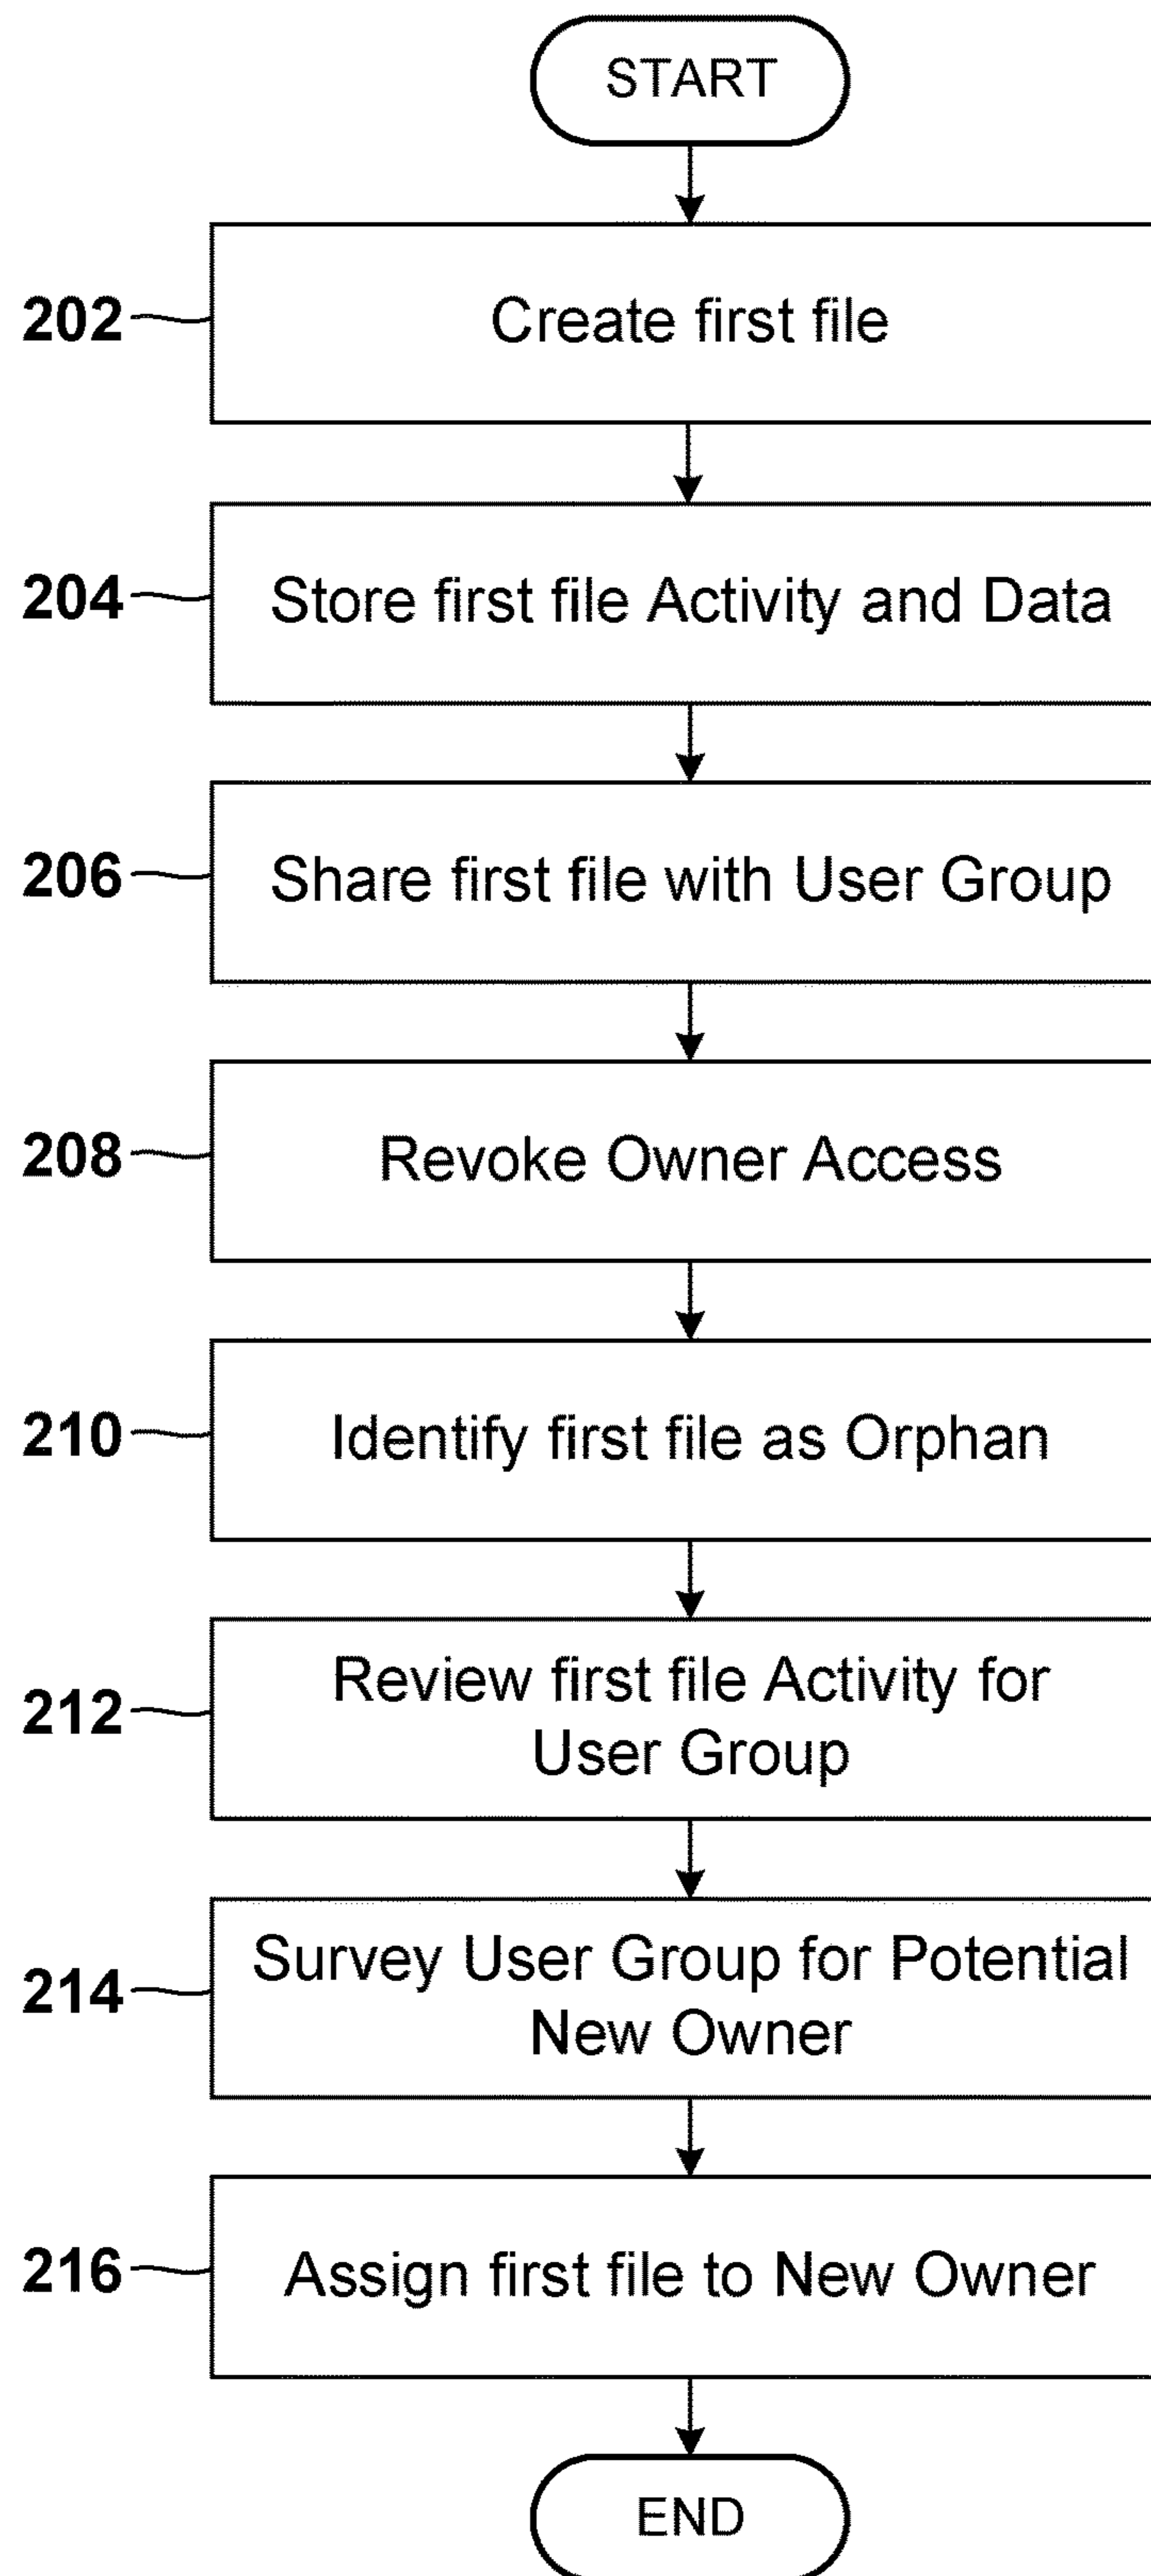 START
202
Create first file
204
Store first file Activity and Data
206
Share first file with User Group
208
Revoke Owner Access
210
Identify first file as Orphan
212
Review first file Activity for
User Group
214
Survey User Group for Potential
New Owner
216
Assign first file to New Owner
END